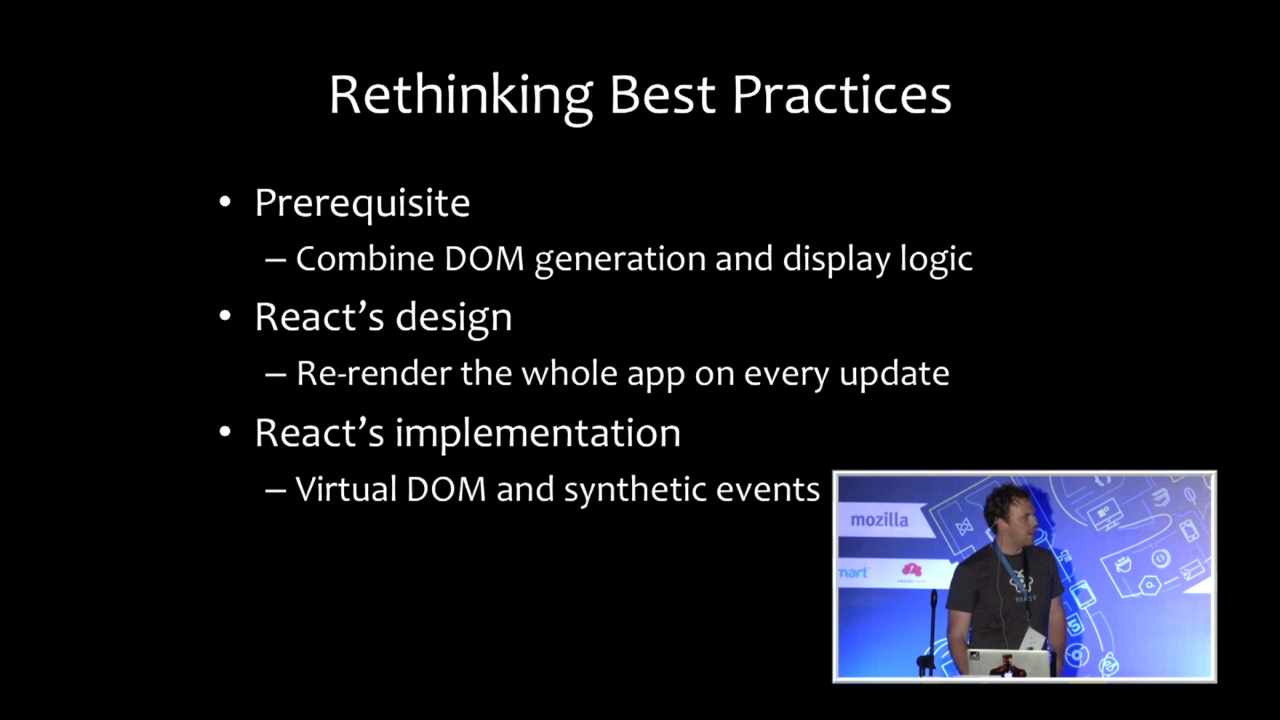 Rethinking Best Practices
• Prerequisite
– Combine DOM generation and display logic
• React’s design
– Re-render the whole app on every update
• React’s implementation
– Virtual DOM and synthetic events
mozilla
mart
REACT